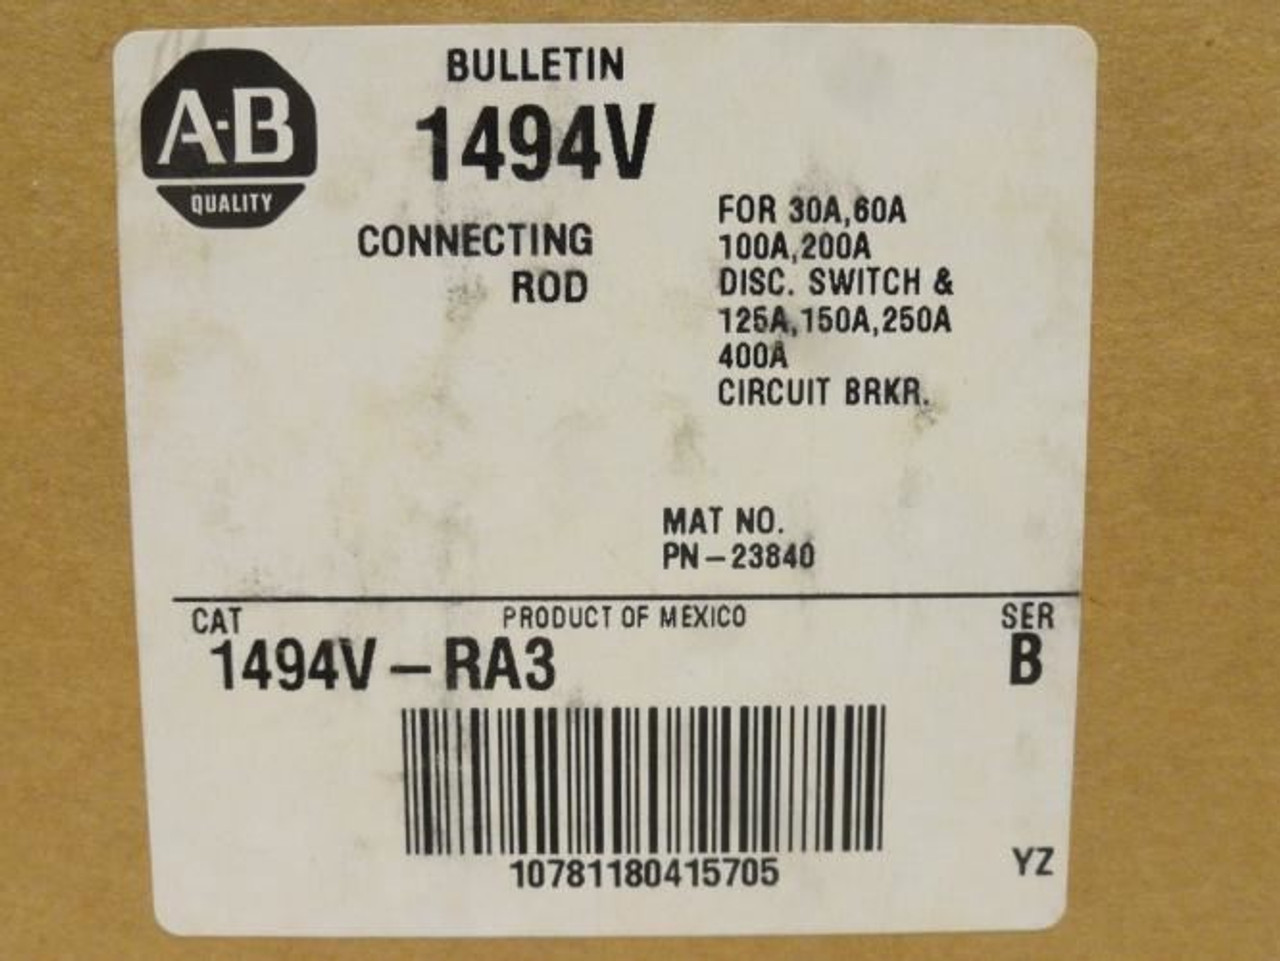 A-B
QUALITY
BULLETIN
1494V
CONNECTING
ROD
FOR 30A,60A
100A,200A
DISC. SWITCH &
125A,150A,250A
400A
CIRCUIT BRKR.
MAT NO.
PN-23840
CAT
PRODUCT OF MEXICO
SER
1494V-RA3
B
10781180415705
YZ